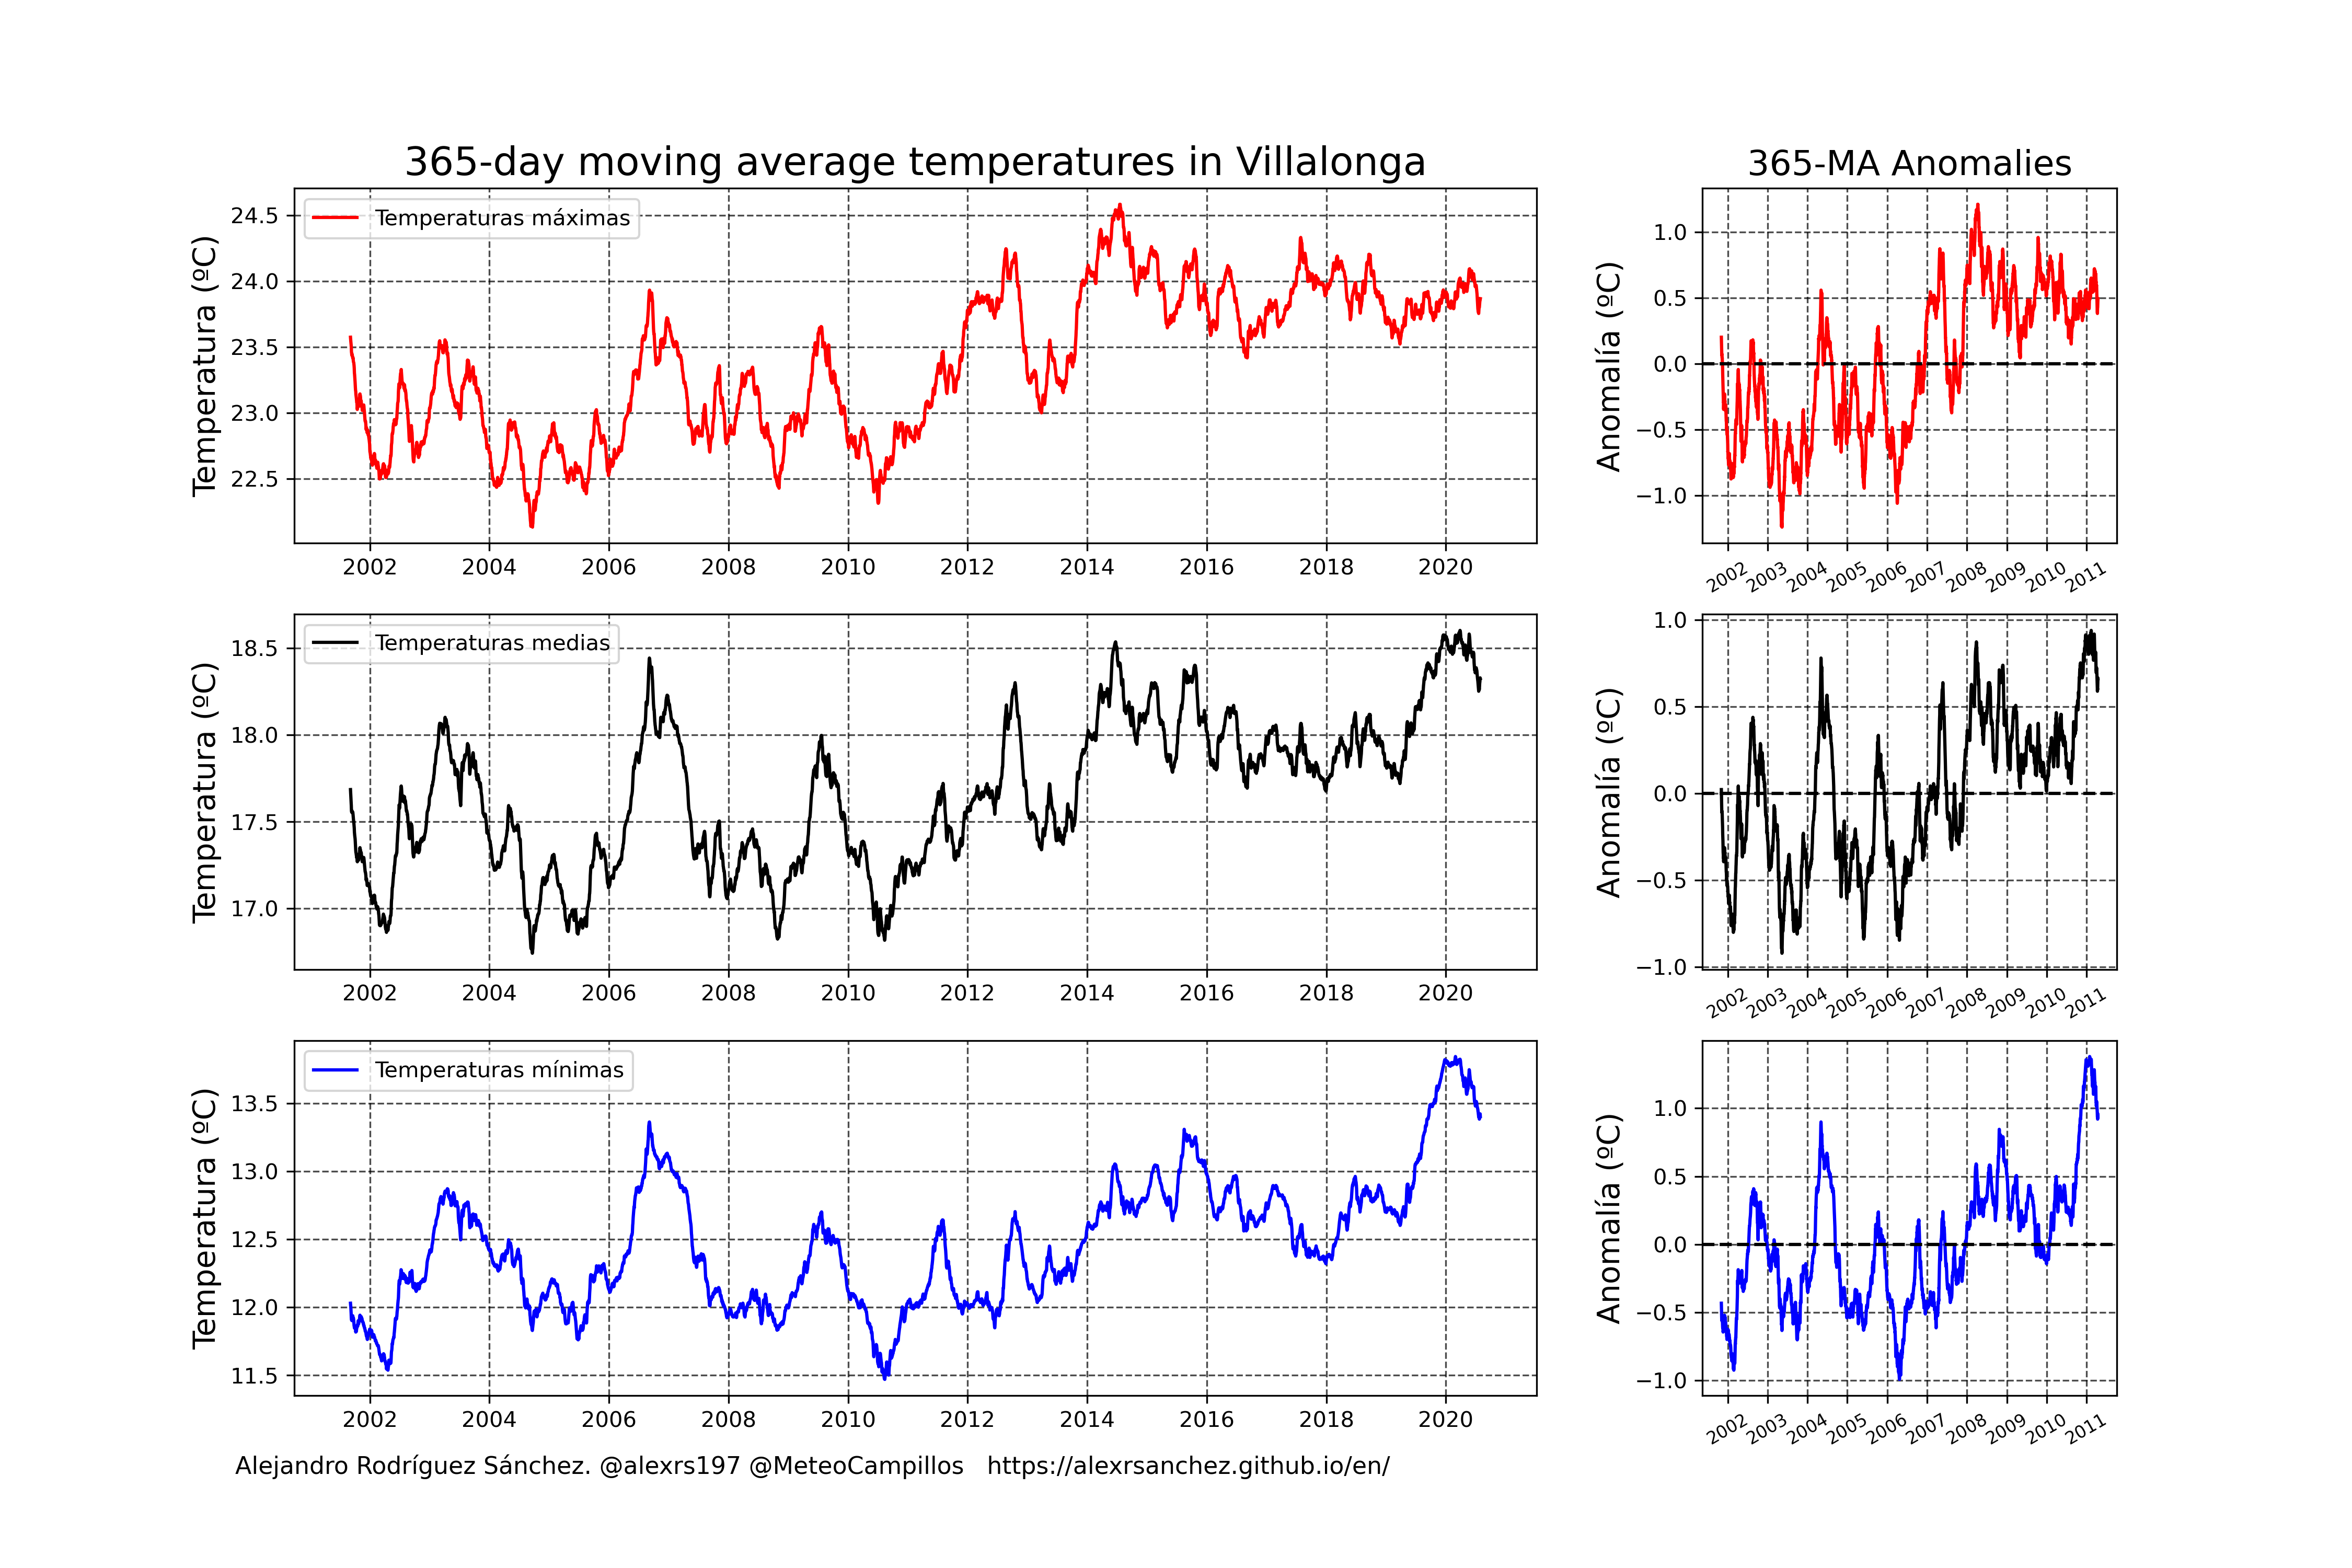 365-day moving average temperatures in Villalonga
365-MA Anomalies
Temperatura (ºC)
24.5
24.0
23.5
23.0
22.5
Temperaturas máximas
2002 2004 2006 2008 2010 2012 2014 2016 2018 2020
Anomalía (ºC)
1.0
0.5
0.0
−0.5
−1.0
2002 2003 2004 2005 2006 2007 2008 2009 2010 2011
Temperatura (ºC)
18.5
18.0
17.5
17.0
Temperaturas medias
2002 2004 2006 2008 2010 2012 2014 2016 2018 2020
Anomalía (ºC)
1.0
0.5
0.0
−0.5
−1.0
2002 2003 2004 2005 2006 2007 2008 2009 2010 2011
Temperatura (ºC)
13.5
13.0
12.5
12.0
11.5
Temperaturas mínimas
2002 2004 2006 2008 2010 2012 2014 2016 2018 2020
Anomalía (ºC)
1.0
0.5
0.0
−0.5
−1.0
2002 2003 2004 2005 2006 2007 2008 2009 2010 2011
Alejandro Rodríguez Sánchez. @alexrs197 @MeteoCampillos   https://alexrsanchez.github.io/en/